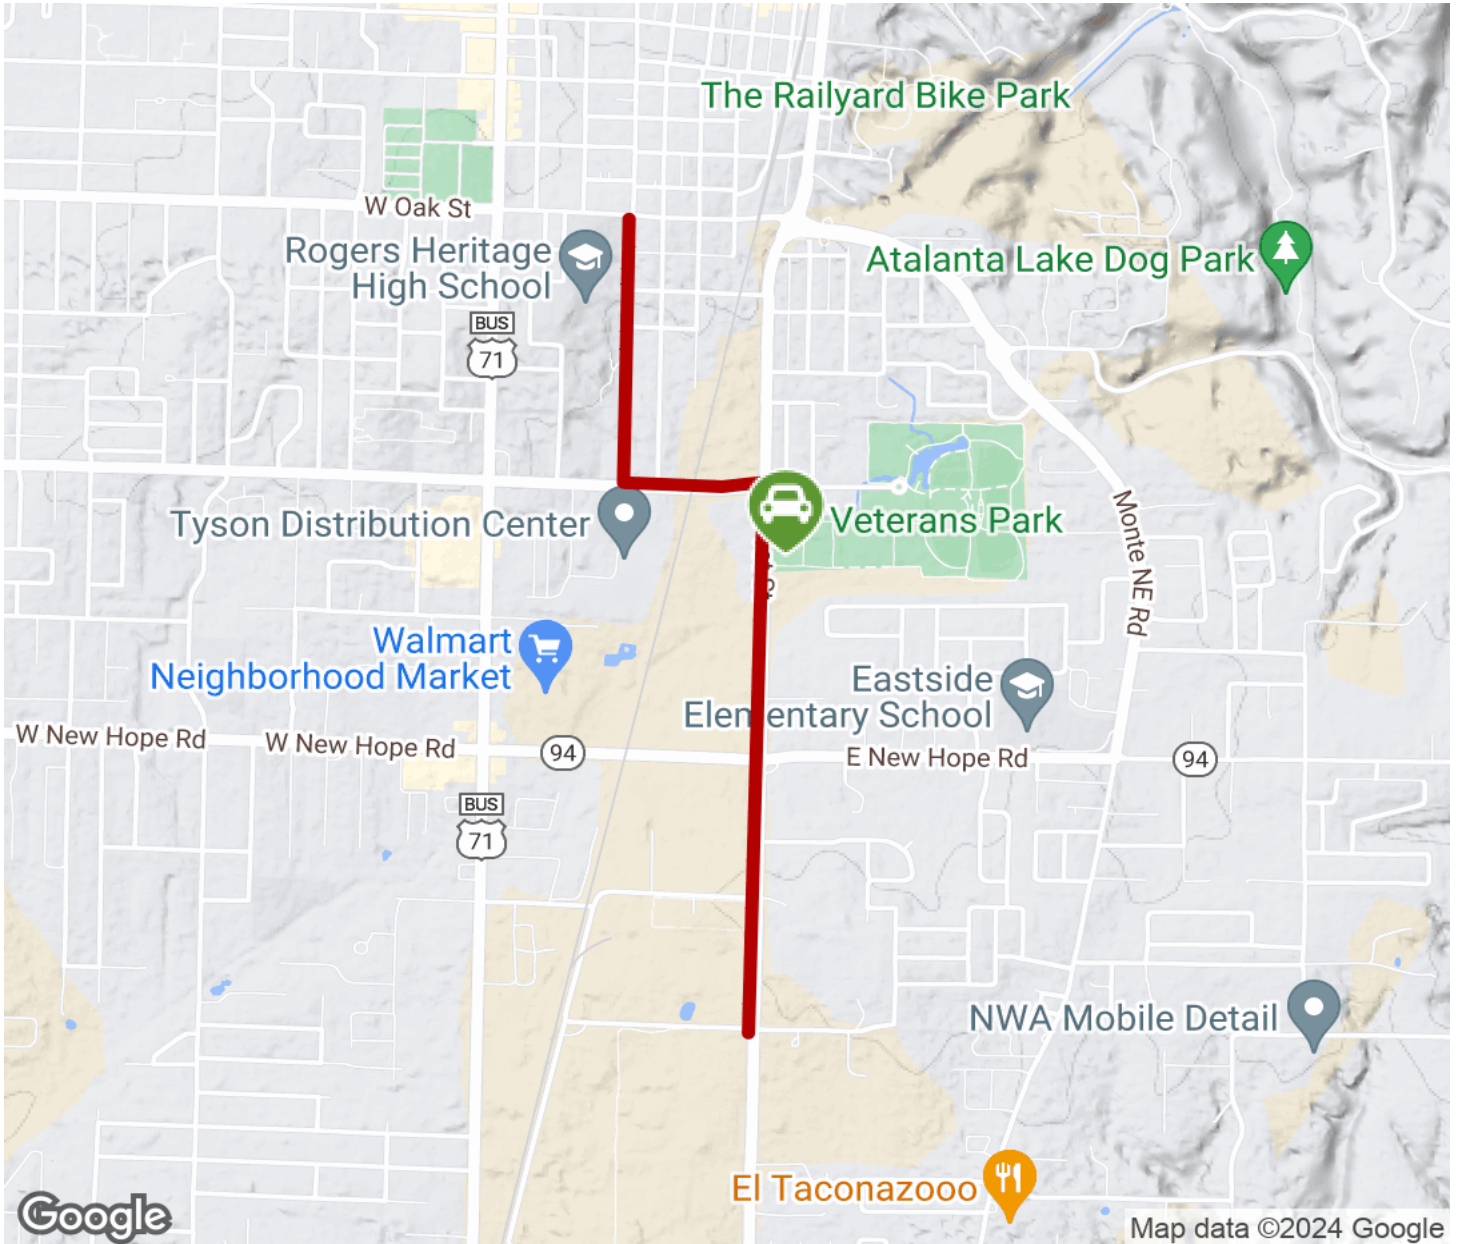 The Railyard Bike Park
W Oak St
Rogers Heritage
High School
Atalanta Lake Dog Park
BUS
71
Tyson Distribution Center
Veterans Park
Monte NE Rd
Walmart
Neighborhood Market
Eastside
Elementary School
W New Hope Rd
W New Hope Rd
94
E New Hope Rd
94
BUS
71
NWA Mobile Detail
El Taconazooo
Google
Map data ©2024 Google